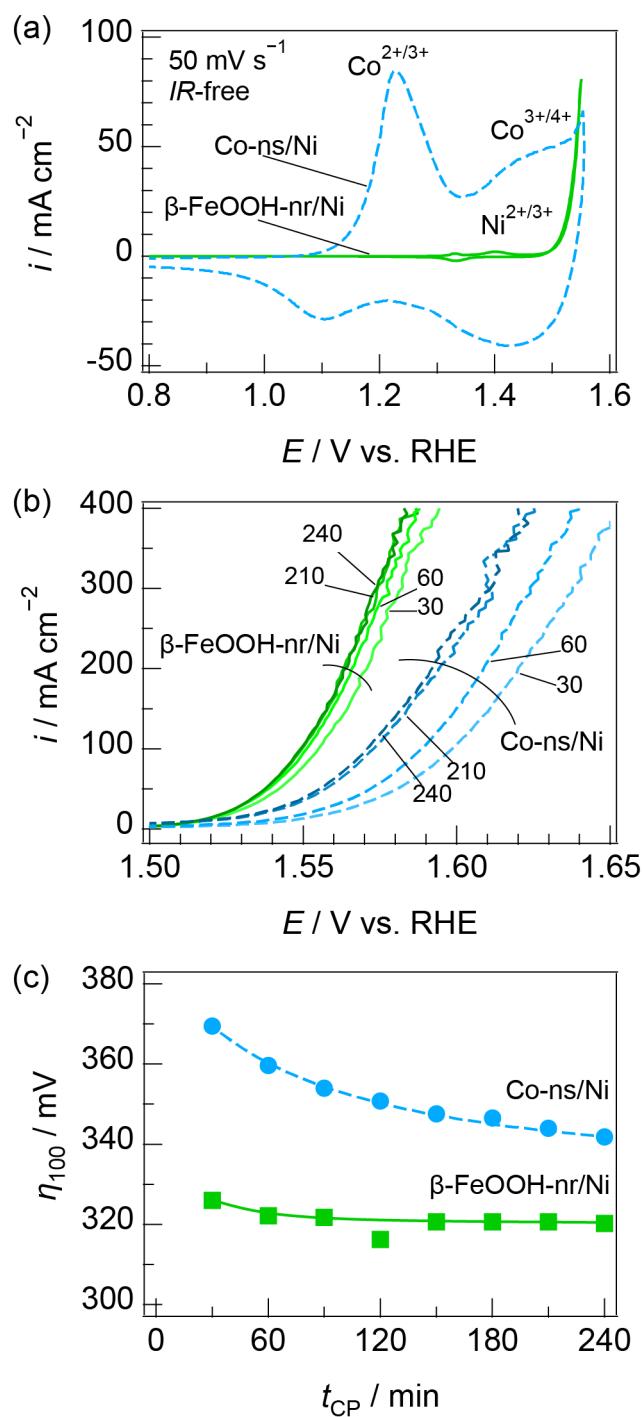 (a)
100
50
0
-50
i / mA cm⁻²
50 mV s⁻¹
IR-free
Co²⁺/³⁺
Co-ns/Ni
Co³⁺/⁴⁺
β-FeOOH-nr/Ni
Ni²⁺/³⁺
0.8
1.0
1.2
1.4
1.6
E / V vs. RHE
(b)
400
300
200
100
0
i / mA cm⁻²
240
210
60
30
β-FeOOH-nr/Ni
60
30
Co-ns/Ni
210
240
1.50
1.55
1.60
1.65
E / V vs. RHE
(c)
380
360
340
320
300
η₁₀₀ / mV
Co-ns/Ni
β-FeOOH-nr/Ni
0
60
120
180
240
t_CP / min